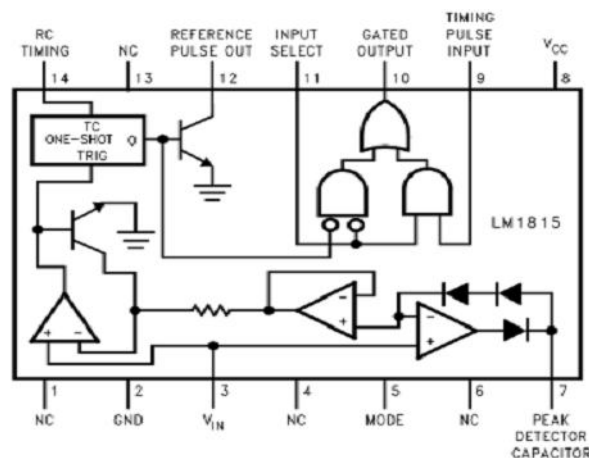 RC TIMING
NC
REFERENCE PULSE OUT
INPUT SELECT
GATED OUTPUT
TIMING PULSE INPUT
VCC
14
13
12
11
10
9
8
TC
ONE-SHOT Q
TRIG
LM1815
+ -
-
+
-
+
1
2
3
4
5
6
7
NC
GND
VIN
NC
MODE
NC
PEAK DETECTOR CAPACITOR